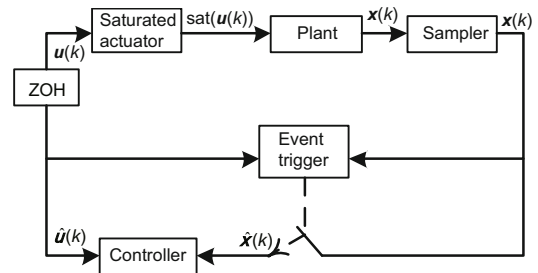 Saturated
actuator
sat(u(k))
Plant
x(k)
Sampler
x(k)
u(k)
ZOH
Event
trigger
û(k)
Controller
x̂(k)